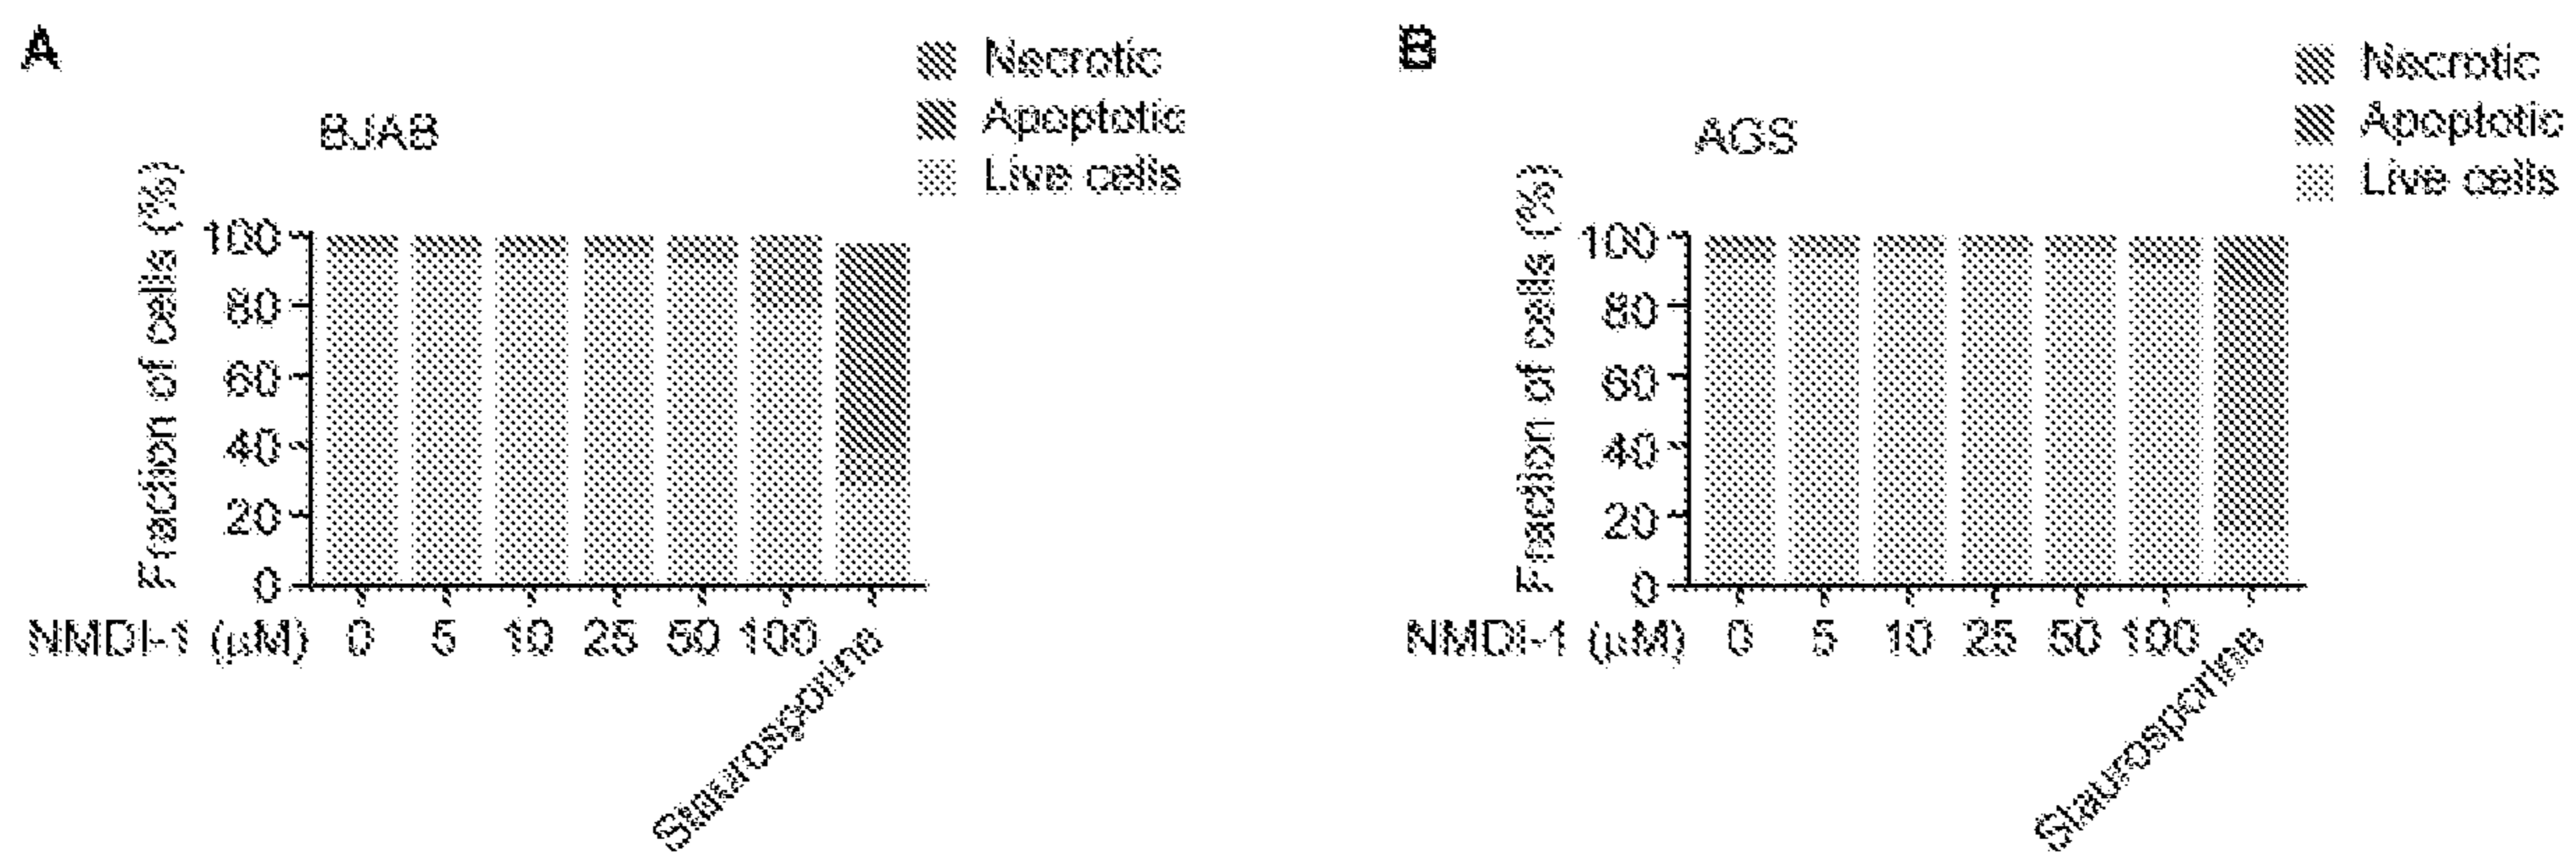 A
Necrotic
Apoptotic
Live cells
BJAB
Fraction of cells (%)
100
80
60
40
20
0
NMDI-1 (µM) 0 5 10 25 50 100 Staurosporine
B
Necrotic
Apoptotic
Live cells
AGS
Fraction of cells (%)
100
80
60
40
20
0
NMDI-1 (µM) 0 5 10 25 50 100 Staurosporine